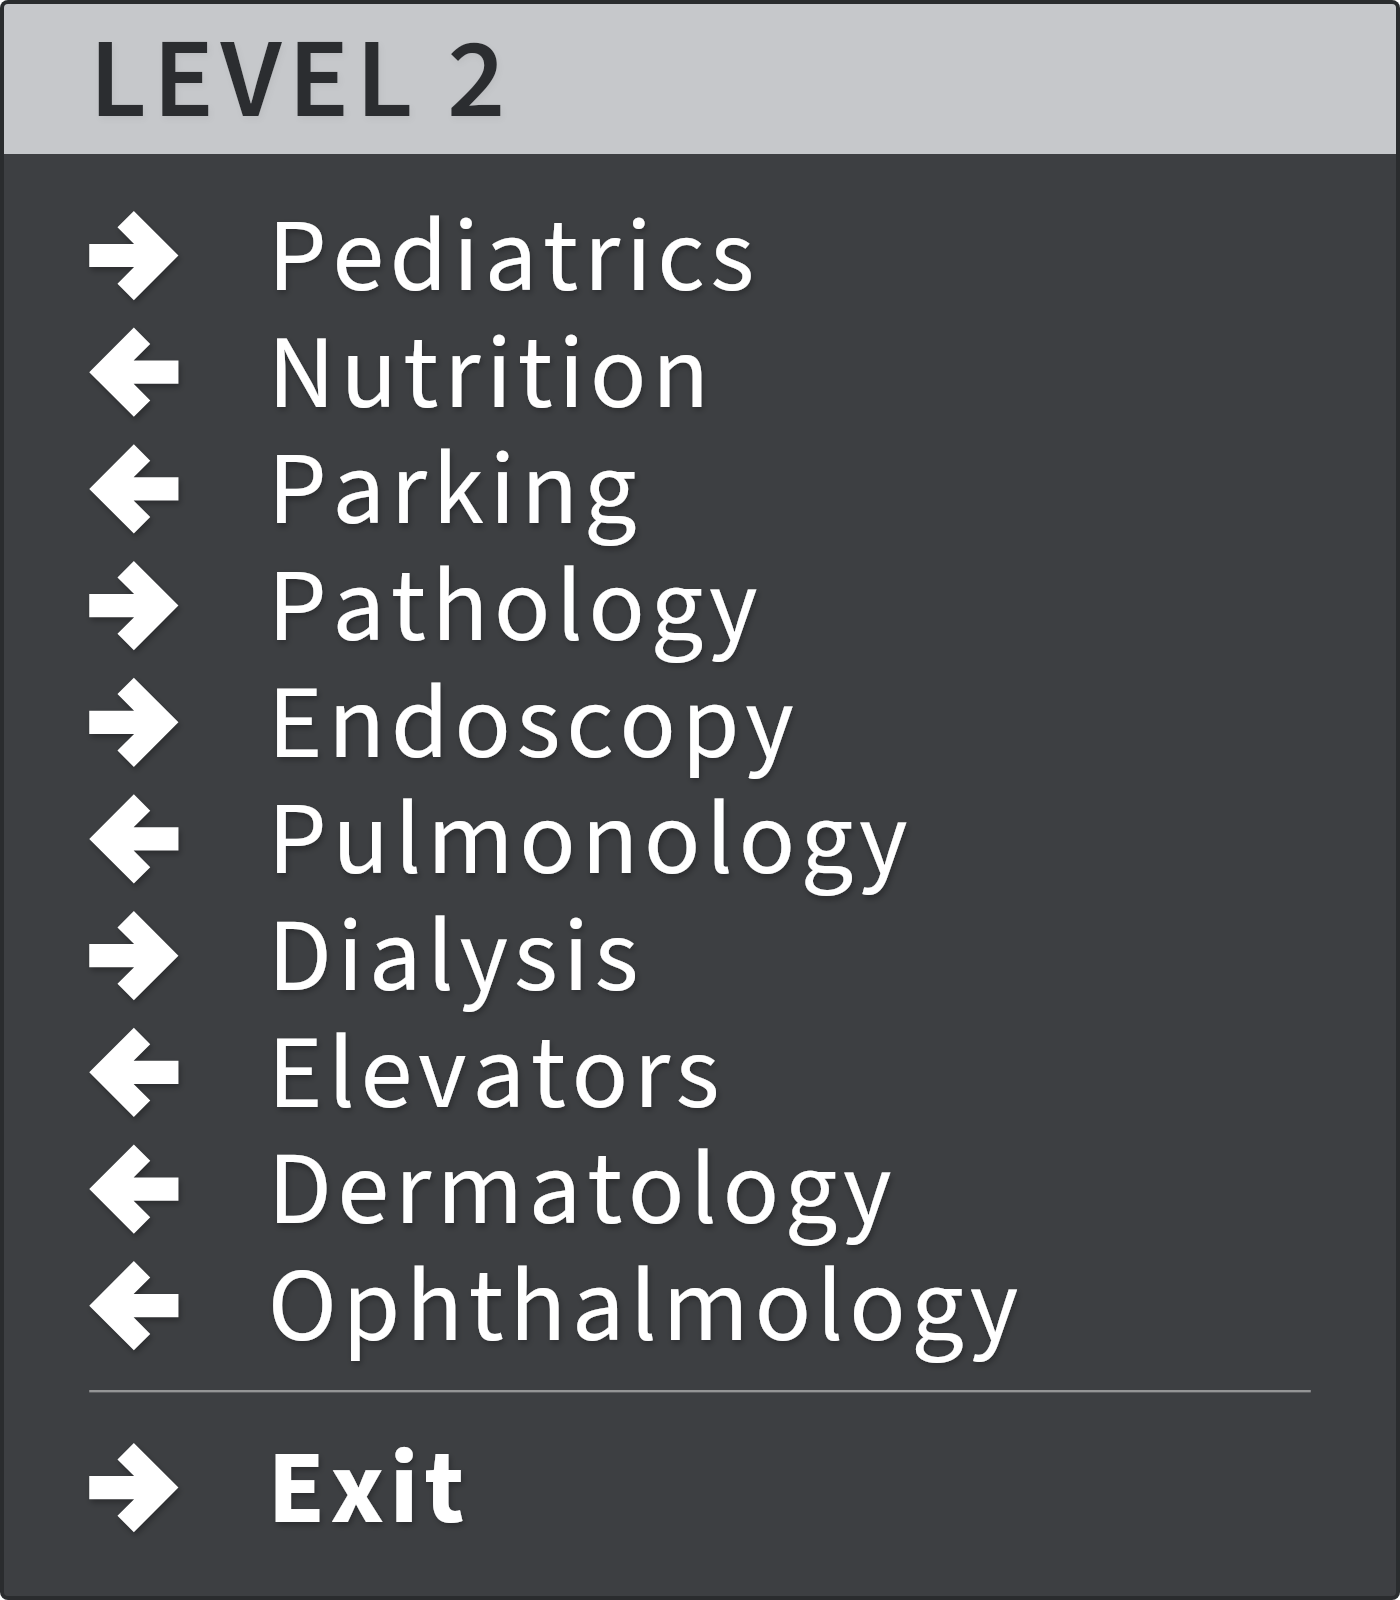 LEVEL 2
Pediatrics
Nutrition
Parking
Pathology
Endoscopy
Pulmonology
Dialysis
Elevators
Dermatology
Ophthalmology
Exit